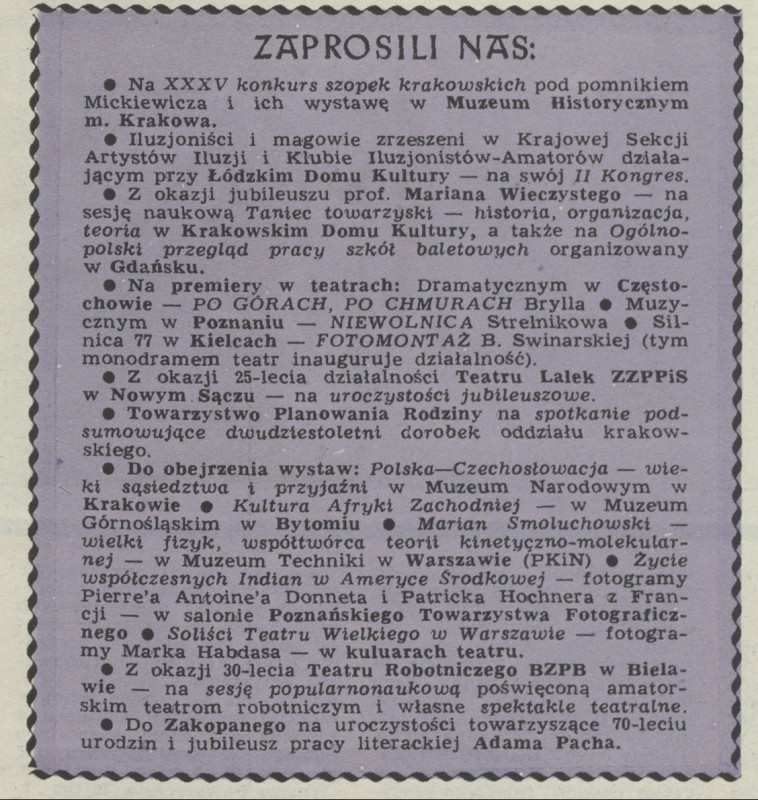 ZAPROSILI NAS:
● Na XXXV konkurs szopek krakowskich pod pomnikiem
Mickiewicza i ich wystawę w Muzeum Historycznym
m. Krakowa.
● Iluzjoniści i magowie zrzeszeni w Krajowej Sekcji
Artystów Iluzji i Klubie Iluzjonistów-Amatorów działa-
jącym przy Łódzkim Domu Kultury — na swój II Kongres.
● Z okazji jubileuszu prof. Mariana Wieczystego — na
sesję naukową Taniec towarzyski — historia, organizacja,
teoria w Krakowskim Domu Kultury, a także na Ogólno-
polski przegląd pracy szkół baletowych organizowany
w Gdańsku.
● Na premiery w teatrach: Dramatycznym w Często-
chowie — PO GÓRACH, PO CHMURACH Brylla ● Muzy-
cznym w Poznaniu — NIEWOLNICA Strelnikowa ● Sil-
nica 77 w Kielcach — FOTOMONTAŻ B. Swinarskiej (tym
monodramem teatr inauguruje działalność).
● Z okazji 25-lecia działalności Teatru Lalek ZZPPiS
w Nowym Sączu — na uroczystości jubileuszowe.
● Towarzystwo Planowania Rodziny na spotkanie pod-
sumowujące dwudziestoletni dorobek oddziału krakow-
skiego.
● Do obejrzenia wystaw: Polska—Czechosłowacja — wie-
ki sąsiedztwa i przyjaźni w Muzeum Narodowym w
Krakowie ● Kultura Afryki Zachodniej — w Muzeum
Górnośląskim w Bytomiu ● Marian Smoluchowski —
wielki fizyk, współtwórca teorii kinetyczno-molekular-
nej — w Muzeum Techniki w Warszawie (PKiN) ● Życie
współczesnych Indian w Ameryce Środkowej — fotogramy
Pierre'a Antoine'a Donneta i Patricka Hochnera z Fran-
cji — w salonie Poznańskiego Towarzystwa Fotograficz-
nego ● Soliści Teatru Wielkiego w Warszawie — fotogra-
my Marka Habdasa — w kuluarach teatru.
● Z okazji 30-lecia Teatru Robotniczego BZPB w Biela-
wie — na sesję popularnonaukową poświęconą amator-
skim teatrom robotniczym i własne spektakle teatralne.
● Do Zakopanego na uroczystości towarzyszące 70-leciu
urodzin i jubileusz pracy literackiej Adama Pacha.